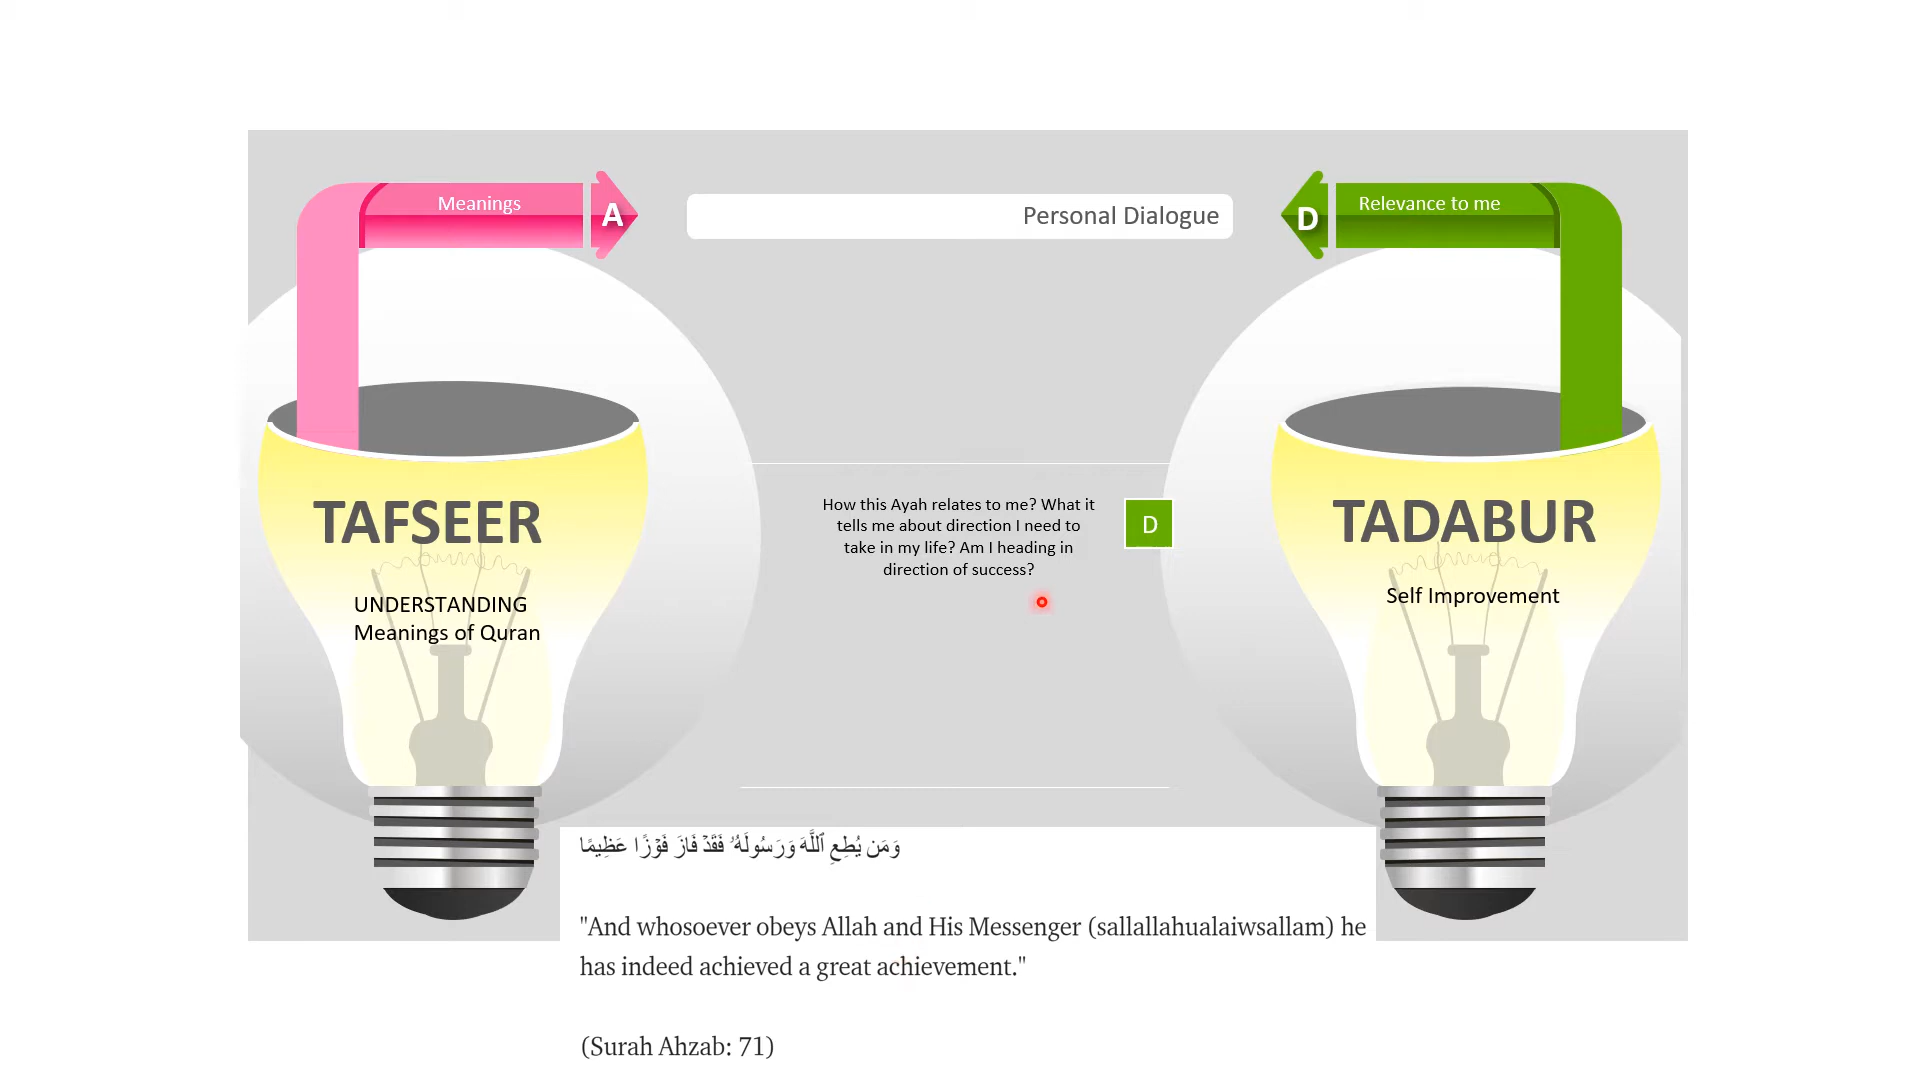 Meanings
A
Personal Dialogue
D
Relevance to me
TAFSEER
UNDERSTANDING
Meanings of Quran
How this Ayah relates to me? What it
tells me about direction I need to
take in my life? Am I heading in
direction of success?
D
TADABUR
Self Improvement
وَمَن يُطِعِ ٱللَّهَ وَرَسُولَهُۥ فَقَدْ فَازَ فَوْزًا عَظِيمًا
"And whosoever obeys Allah and His Messenger (sallallahualaiwsallam) he
has indeed achieved a great achievement."
(Surah Ahzab: 71)